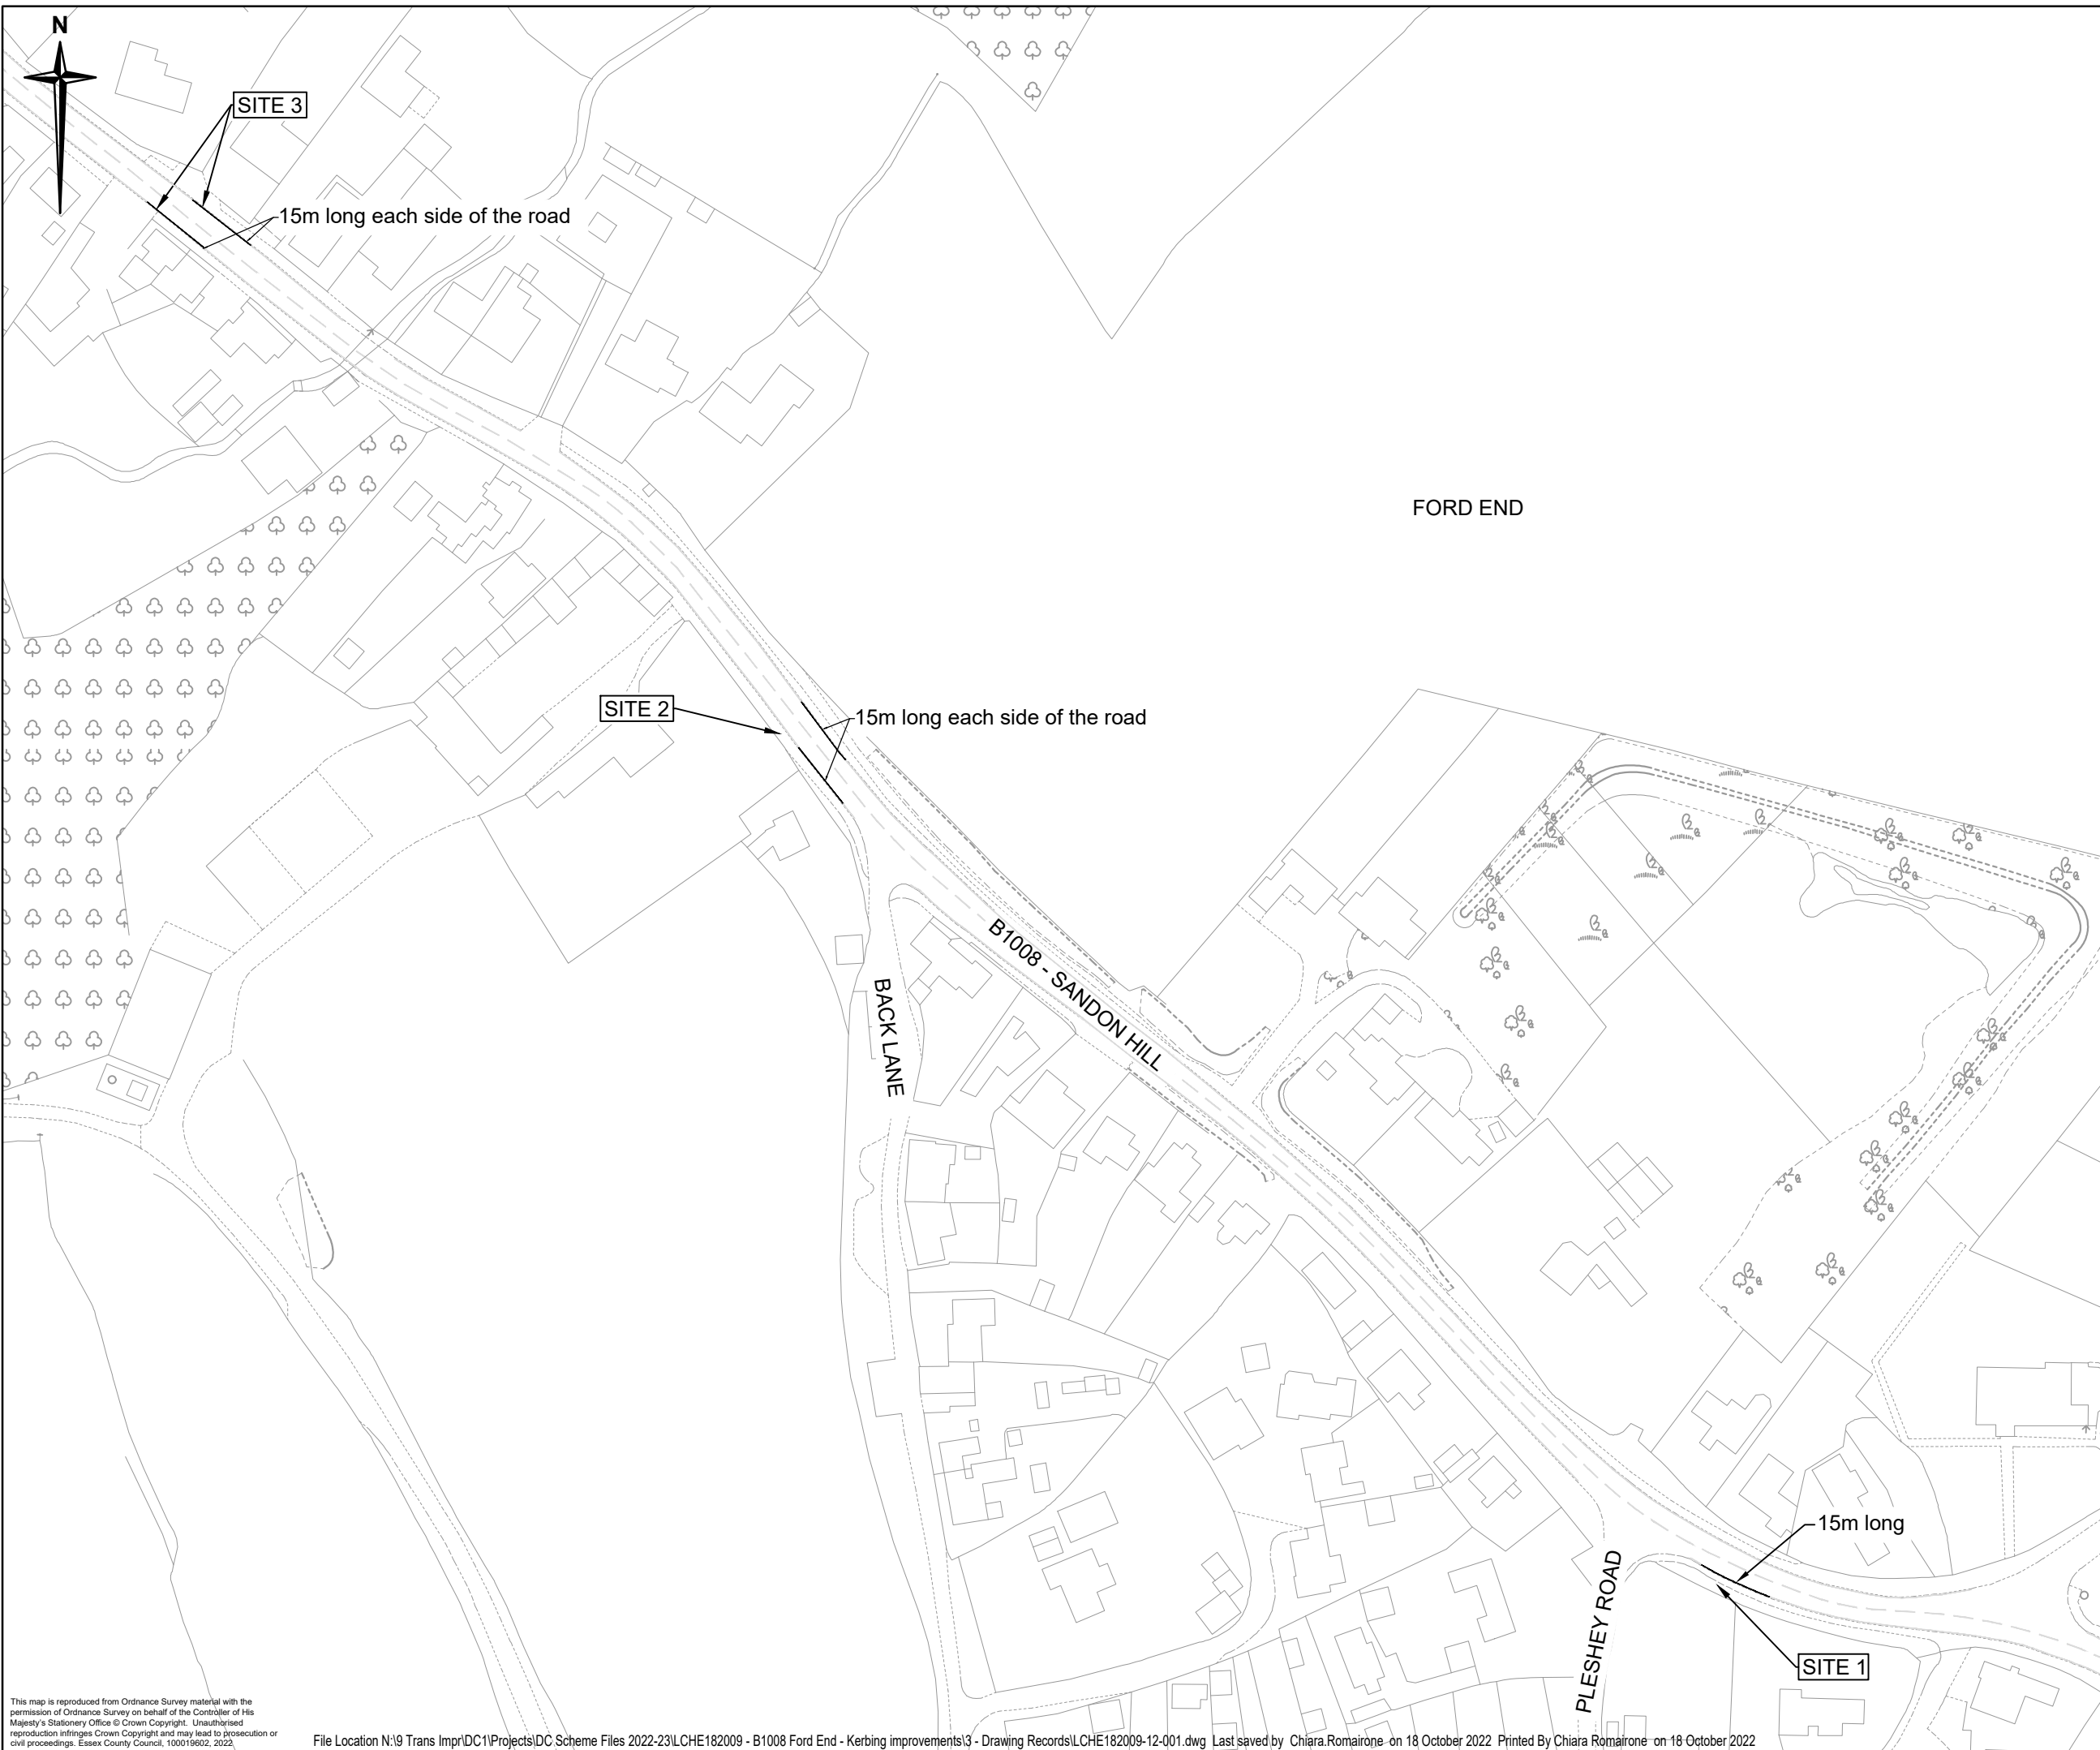 N
SITE 3
15m long each side of the road
FORD END
SITE 2
15m long each side of the road
B1008 - SANDON HILL
BACK LANE
15m long
PLESHEY ROAD
SITE 1
This map is reproduced from Ordnance Survey material with the
permission of Ordnance Survey on behalf of the Controller of His
Majesty's Stationery Office © Crown Copyright. Unauthorised
reproduction infringes Crown Copyright and may lead to prosecution or
civil proceedings. Essex County Council, 100019602, 2022
File Location N:\9 Trans Impr\DC1\Projects\DC Scheme Files 2022-23\LCHE182009 - B1008 Ford End - Kerbing improvements\3 - Drawing Records\LCHE182009-12-001.dwg Last saved by Chiara.Romairone on 18 October 2022 Printed By Chiara Romairone on 18 October 2022